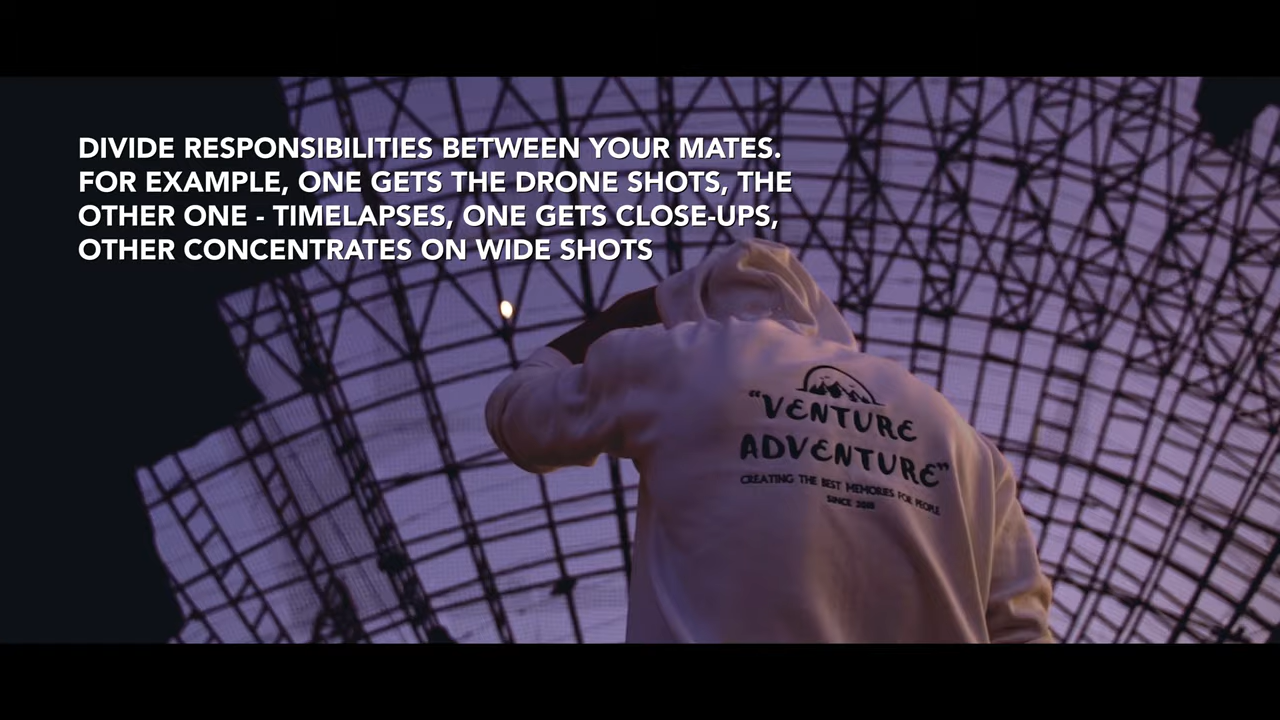 DIVIDE RESPONSIBILITIES BETWEEN YOUR MATES.
FOR EXAMPLE, ONE GETS THE DRONE SHOTS, THE
OTHER ONE - TIMELAPSES, ONE GETS CLOSE-UPS,
OTHER CONCENTRATES ON WIDE SHOTS
“VENTURE
ADVENTURE”
CREATING THE BEST MEMORIES FOR PEOPLE
SINCE